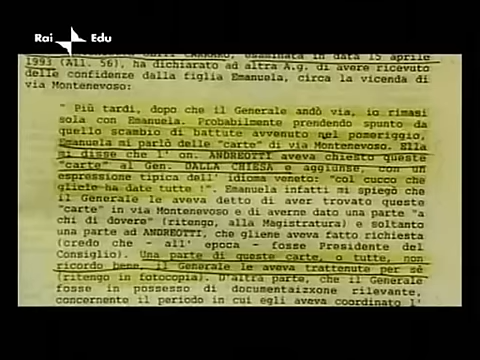 Rai Edu
CARRARO, esaminata in data 15 aprile
1993 (All. 56), ha dichiarato ad altra A.g. di avere ricevuto
delle confidenze dalla figlia Emanuela, circa la vicenda di
via Montenevoso:
" Più tardi, dopo che il Generale andò via, io rimasi
sola con Emanuela. Probabilmente prendendo spunto da
quello scambio di battute avvenuto nel pomeriggio,
Emanuela mi parlò delle "carte" di via Montenevoso. Ella
mi disse che l' on. ANDREOTTI aveva chiesto queste
"carte" al Gen. DALLA CHIESA e aggiunse, con un
espressione tipica dell' idioma veneto: "col cucco che
gliele ha date tutte !". Emanuela infatti mi spiegò che
il Generale le aveva detto di aver trovato queste
"carte" in via Montenevoso e di averne dato una parte "a
chi di dovere" (ritengo, alla Magistratura) e soltanto
una parte ad ANDREOTTI, che gliene aveva fatto richiesta
(credo che - all' epoca - fosse Presidente del
Consiglio). Una parte di queste carte, o tutte, non
ricordo bene, il Generale le aveva trattenute per sé
(ritengo in fotocopia). D'altra parte, che il Generale
fosse in possesso di documentaizxone rilevante,
concernente il periodo in cui egli aveva coordinato l'